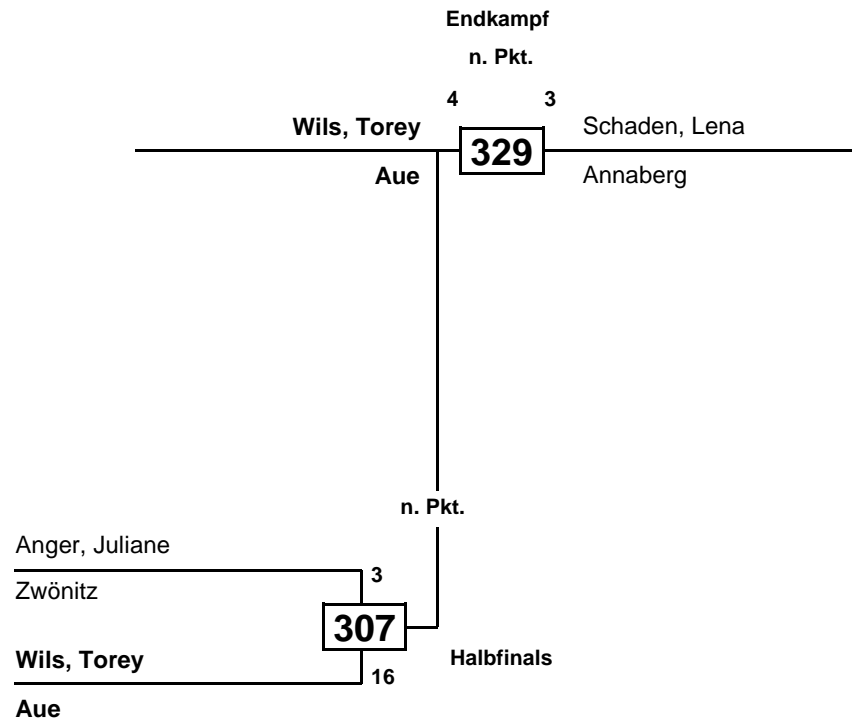 Endkampf
n. Pkt.
4 3
Wils, Torey 329 Schaden, Lena
Aue Annaberg
n. Pkt.
Anger, Juliane
3
Zwönitz
307
Wils, Torey Halbfinals
16
Aue